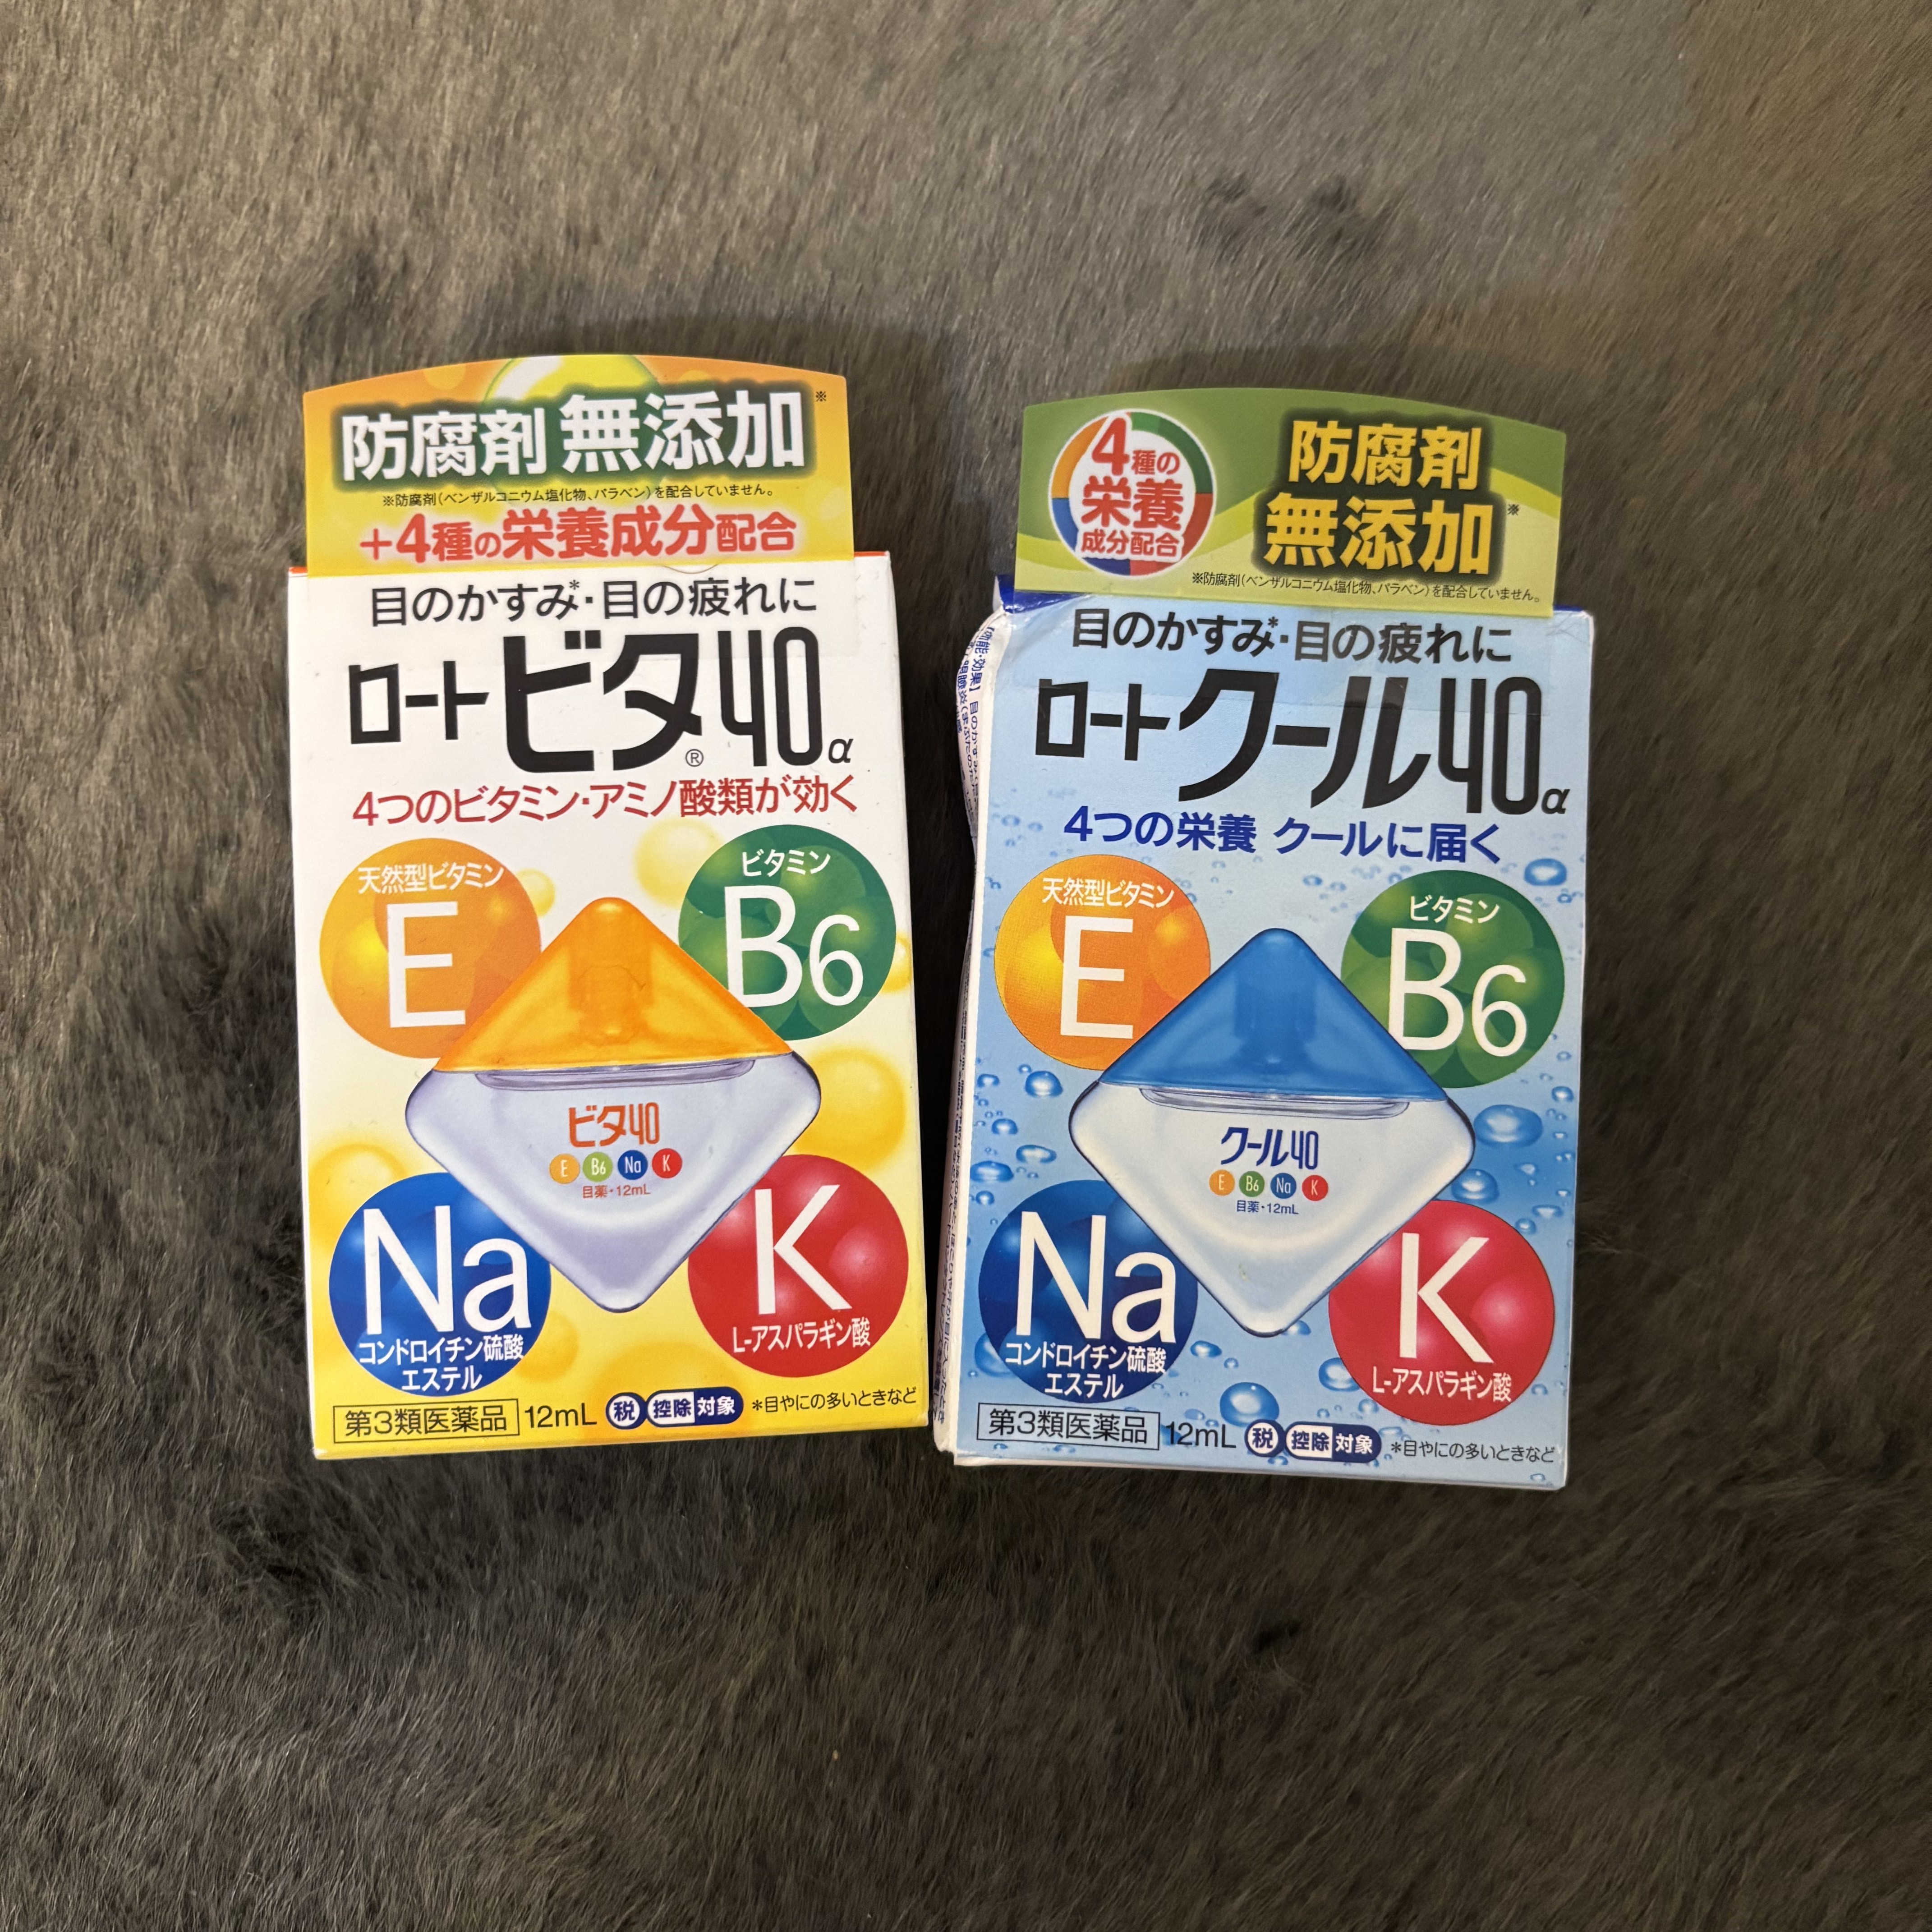 防腐剤 無添加※
※防腐剤(ベンザルコニウム塩化物、パラベン)を配合していません。
+4種の栄養成分配合
目のかすみ*・目の疲れに
ロートビタ®40α
4つのビタミン・アミノ酸類が効く
天然型ビタミン
E
ビタミン
B6
ビタ40
E B6 Na K
目薬・12mL
Na
コンドロイチン硫酸
エステル
K
L-アスパラギン酸
第3類医薬品 12mL 税 控除 対象 *目やにの多いときなど
4種の
栄養
成分配合
防腐剤
無添加※
※防腐剤(ベンザルコニウム塩化物、パラベン)を配合していません。
目のかすみ*・目の疲れに
ロートクール40α
4つの栄養 クールに届く
天然型ビタミン
E
ビタミン
B6
クール40
E B6 Na K
目薬・12mL
Na
コンドロイチン硫酸
エステル
K
L-アスパラギン酸
第3類医薬品 12mL 税 控除 対象 *目やにの多いときなど